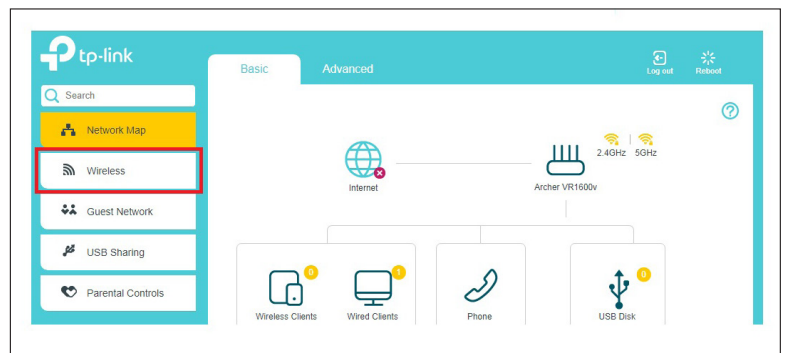 tp-link
Basic
Advanced
Log out
Reboot
Search
Network Map
Wireless
Guest Network
USB Sharing
Parental Controls
?
Internet
2.4GHz | 5GHz
Archer VR1600v
0
Wireless Clients
1
Wired Clients
Phone
0
USB Disk